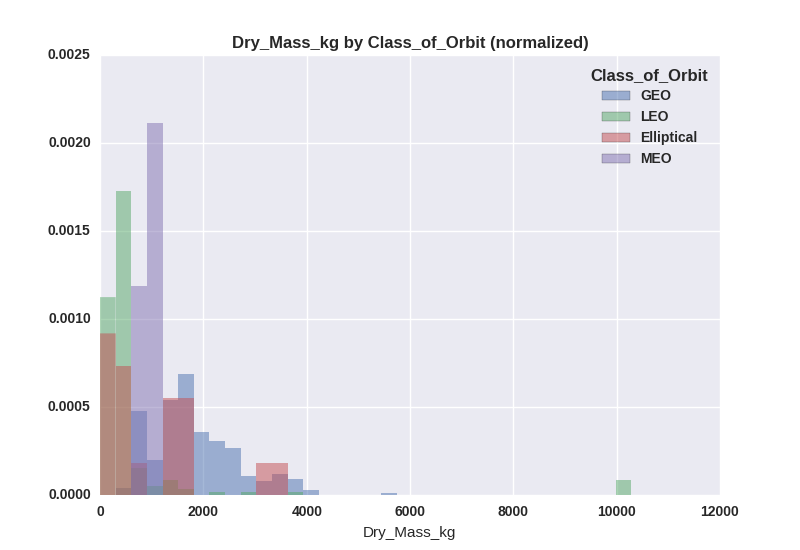 Dry_Mass_kg by Class_of_Orbit (normalized)
0.0025
0.0020
0.0015
0.0010
0.0005
0.0000
Class_of_Orbit
GEO
LEO
Elliptical
MEO
0 2000 4000 6000 8000 10000 12000
Dry_Mass_kg